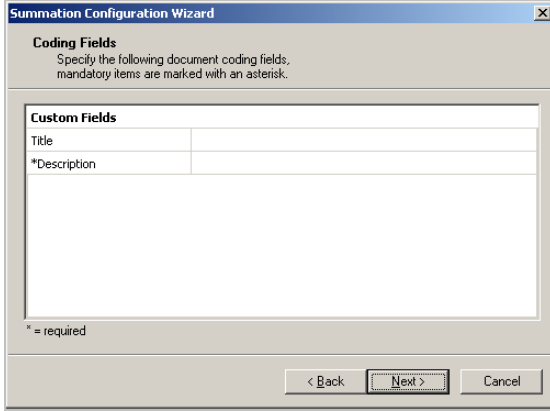 Summation Configuration Wizard
Coding Fields
Specify the following document coding fields,
mandatory items are marked with an asterisk.
Custom Fields
Title
*Description
* = required
< Back Next > Cancel